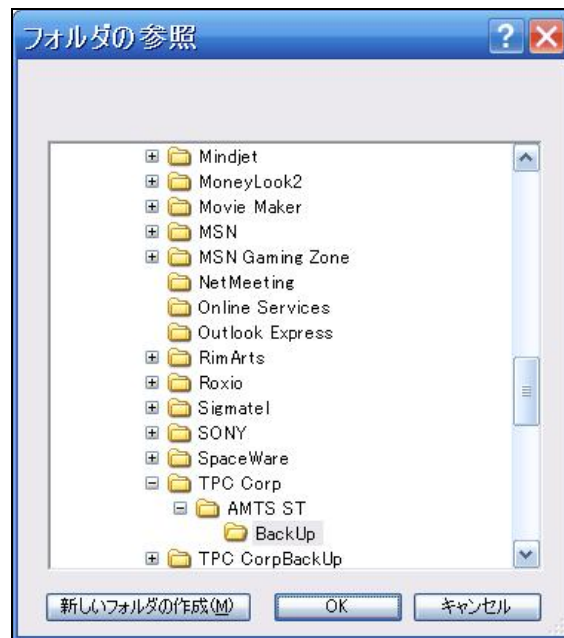 フォルダの参照
Mindjet
MoneyLook2
Movie Maker
MSN
MSN Gaming Zone
NetMeeting
Online Services
Outlook Express
RimArts
Roxio
Sigmatel
SONY
SpaceWare
TPC Corp
AMTS ST
BackUp
TPC CorpBackUp
新しいフォルダの作成(M) OK キャンセル